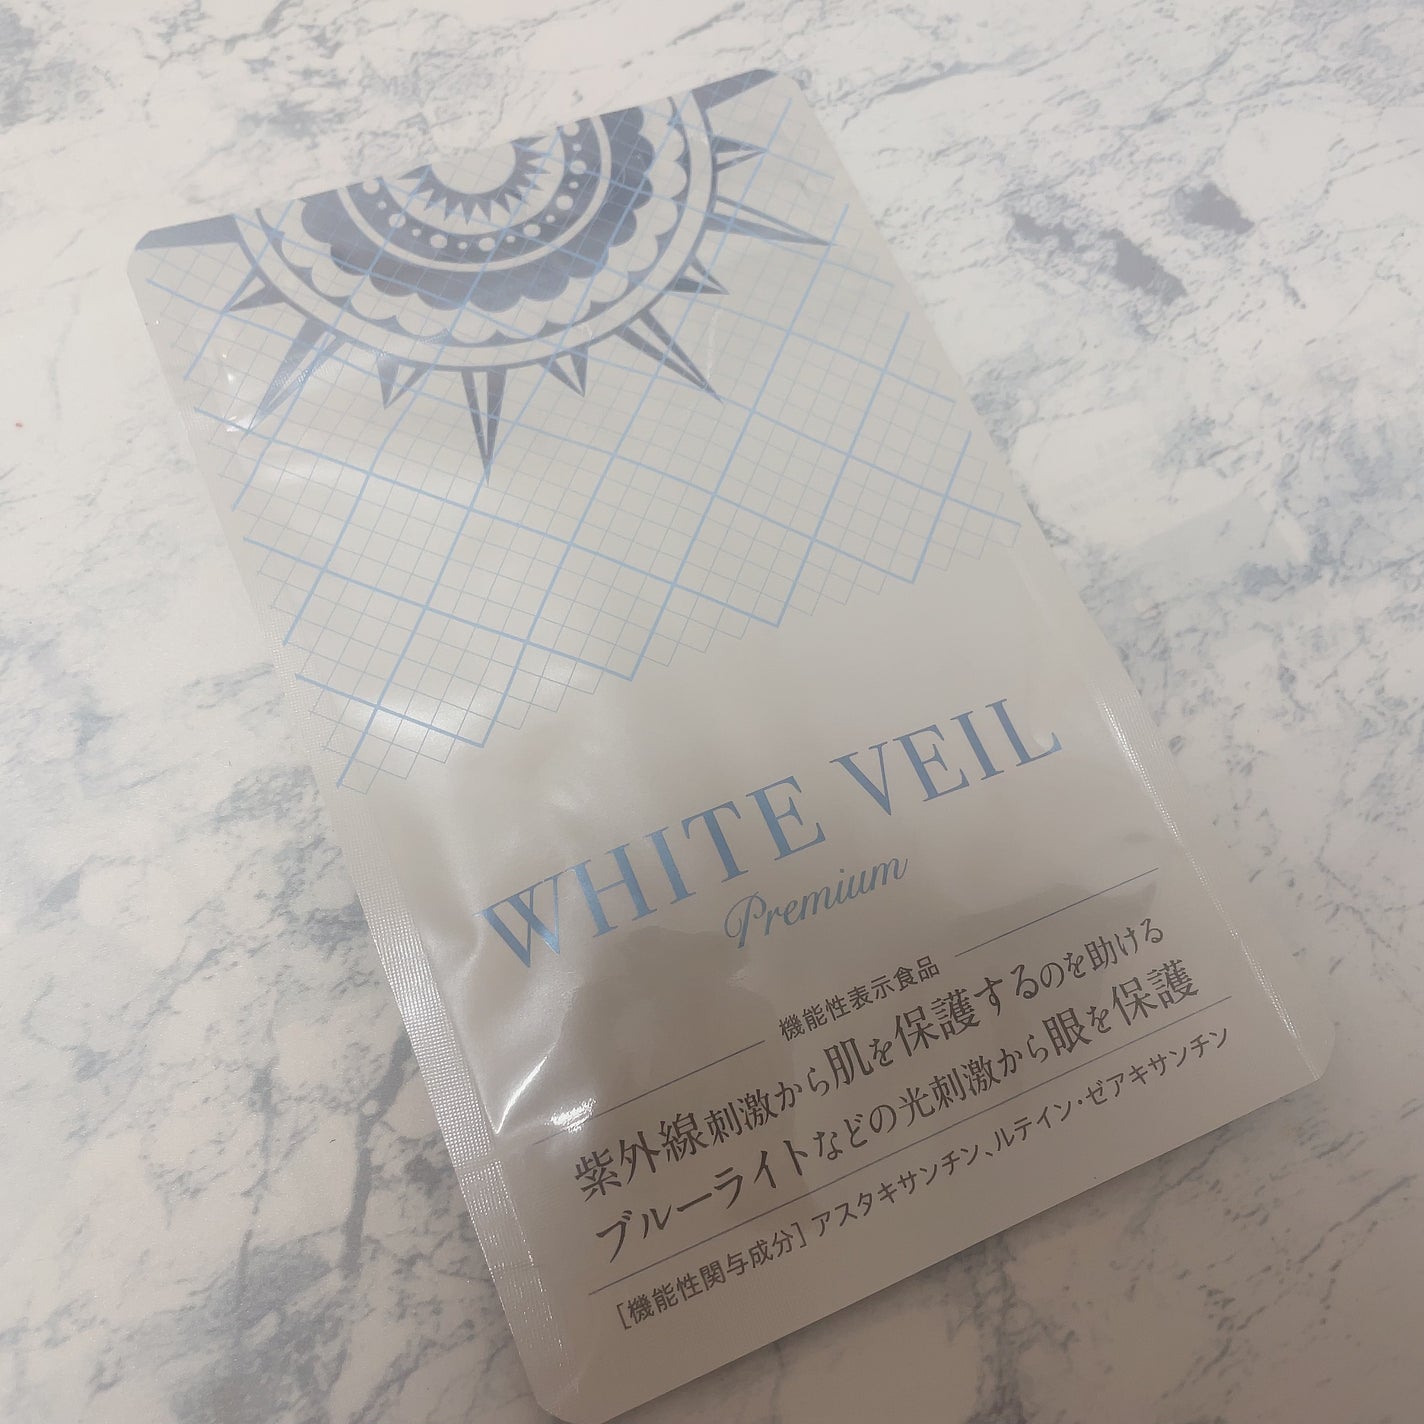 WHITE VEIL
Premium
機能性表示食品
紫外線刺激から肌を保護するのを助ける
ブルーライトなどの光刺激から眼を保護
[機能性関与成分] アスタキサンチン、ルテイン・ゼアキサンチン